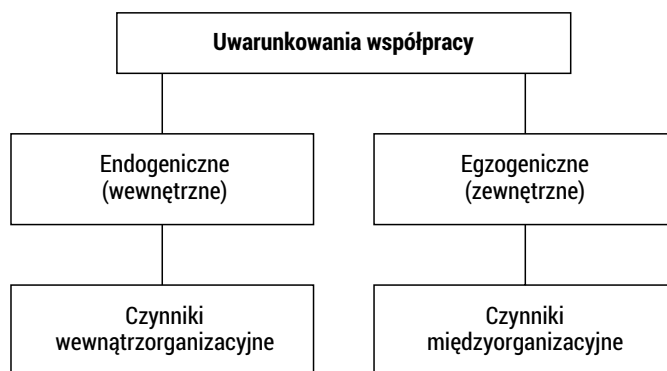 Uwarunkowania współpracy
Endogeniczne
(wewnętrzne)
Egzogeniczne
(zewnętrzne)
Czynniki
wewnątrzorganizacyjne
Czynniki
międzyorganizacyjne